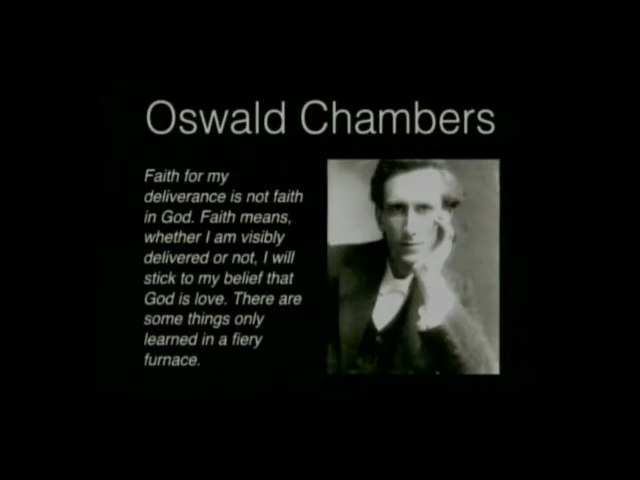 Oswald Chambers
Faith for my
deliverance is not faith
in God. Faith means,
whether I am visibly
delivered or not, I will
stick to my belief that
God is love. There are
some things only
learned in a fiery
furnace.